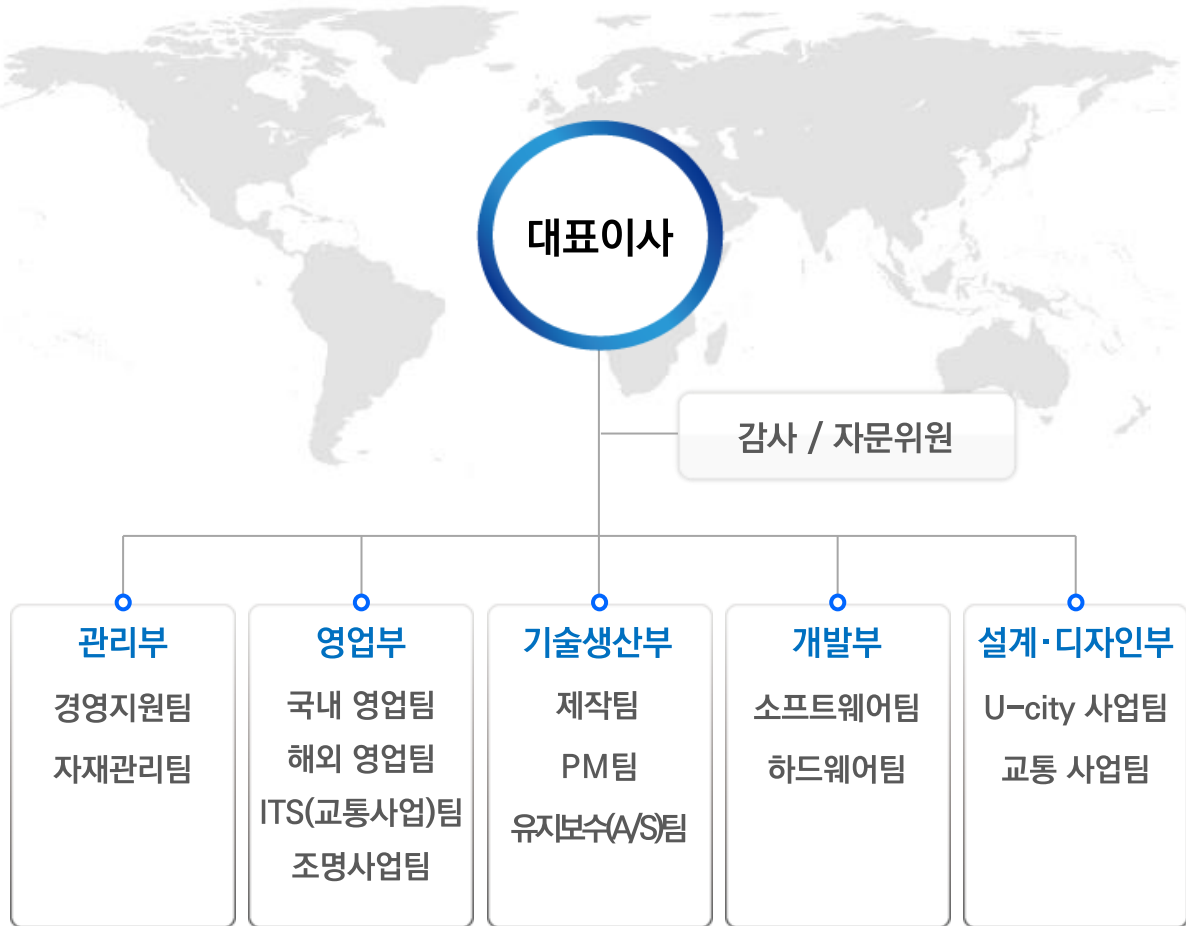 대표이사
감사 / 자문위원
관리부
경영지원팀
자재관리팀
영업부
국내 영업팀
해외 영업팀
ITS(교통사업)팀
조명사업팀
기술생산부
제작팀
PM팀
유지보수(A/S)팀
개발부
소프트웨어팀
하드웨어팀
설계·디자인부
U-city 사업팀
교통 사업팀